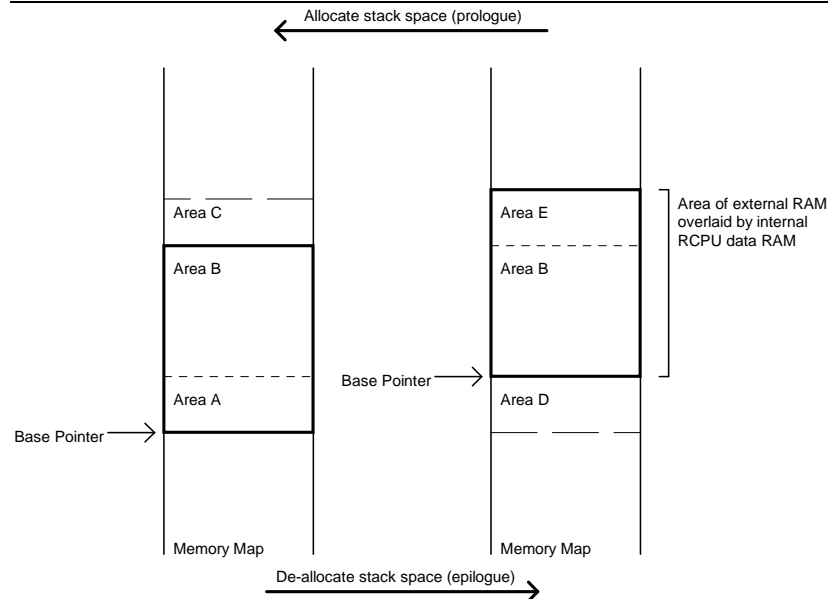 Allocate stack space (prologue)
Area C
Area B
Area A
Base Pointer
Memory Map
Area E
Area B
Base Pointer
Area D
Memory Map
Area of external RAM
overlaid by internal
RCPU data RAM
De-allocate stack space (epilogue)